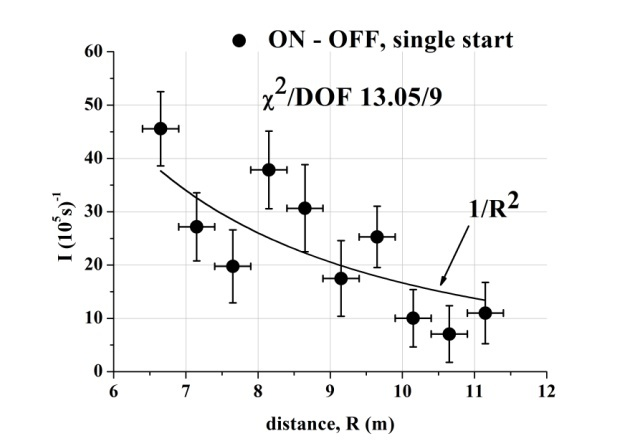 ON - OFF, single start
χ²/DOF 13.05/9
1/R²
I (10⁵s)⁻¹
60
50
40
30
20
10
0
6 7 8 9 10 11 12
distance, R (m)